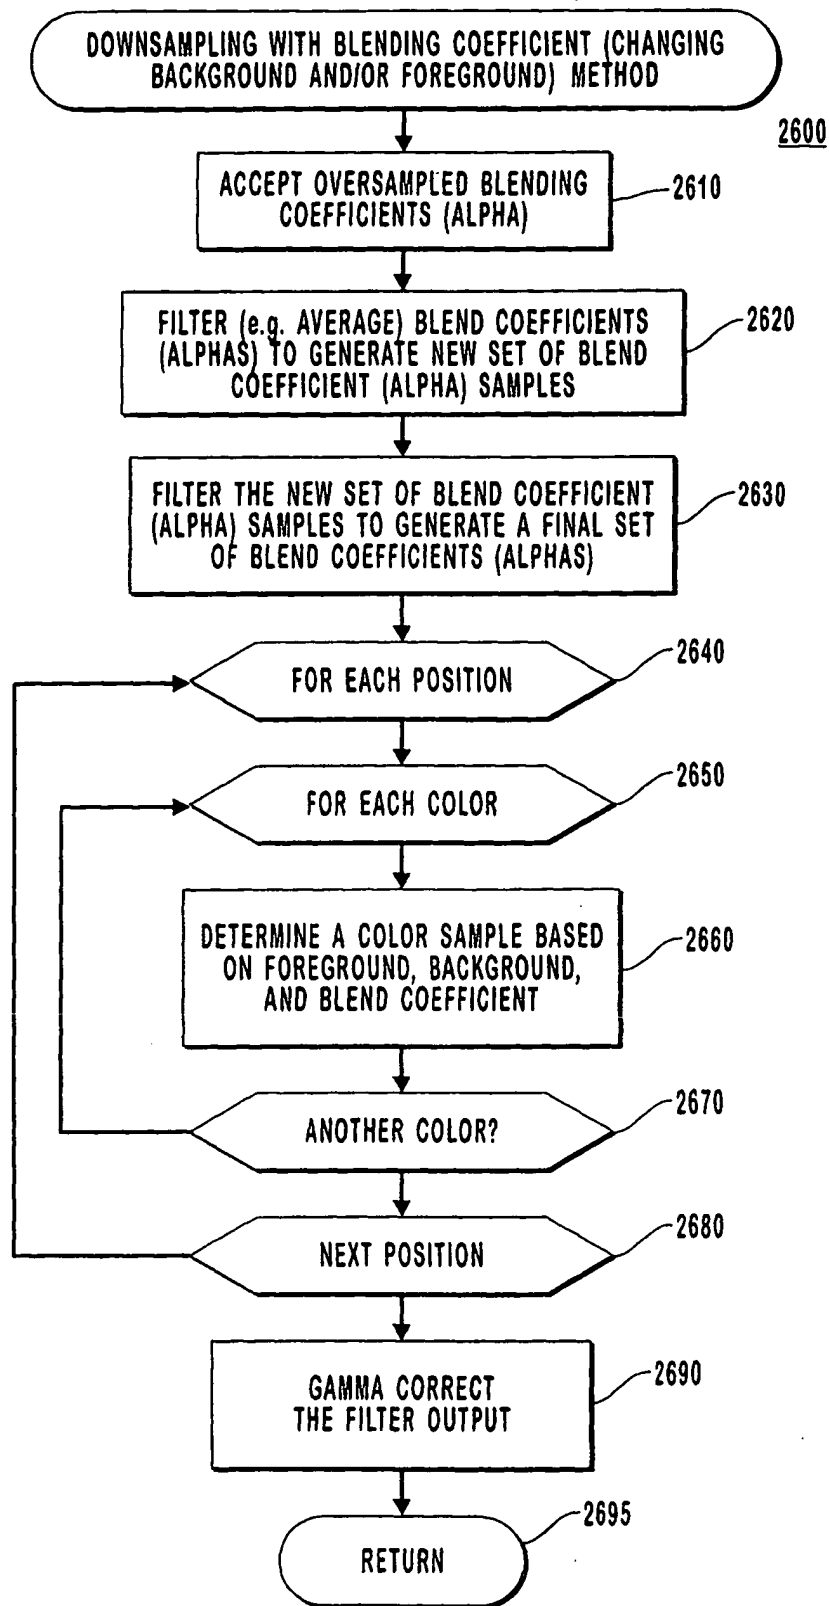 DOWNSAMPLING WITH BLENDING COEFFICIENT (CHANGING
BACKGROUND AND/OR FOREGROUND) METHOD
2600
ACCEPT OVERSAMPLED BLENDING
COEFFICIENTS (ALPHA)
2610
FILTER (e.g. AVERAGE) BLEND COEFFICIENTS
(ALPHAS) TO GENERATE NEW SET OF BLEND
COEFFICIENT (ALPHA) SAMPLES
2620
FILTER THE NEW SET OF BLEND COEFFICIENT
(ALPHA) SAMPLES TO GENERATE A FINAL SET
OF BLEND COEFFICIENTS (ALPHAS)
2630
FOR EACH POSITION
2640
FOR EACH COLOR
2650
DETERMINE A COLOR SAMPLE BASED
ON FOREGROUND, BACKGROUND,
AND BLEND COEFFICIENT
2660
ANOTHER COLOR?
2670
NEXT POSITION
2680
GAMMA CORRECT
THE FILTER OUTPUT
2690
RETURN
2695